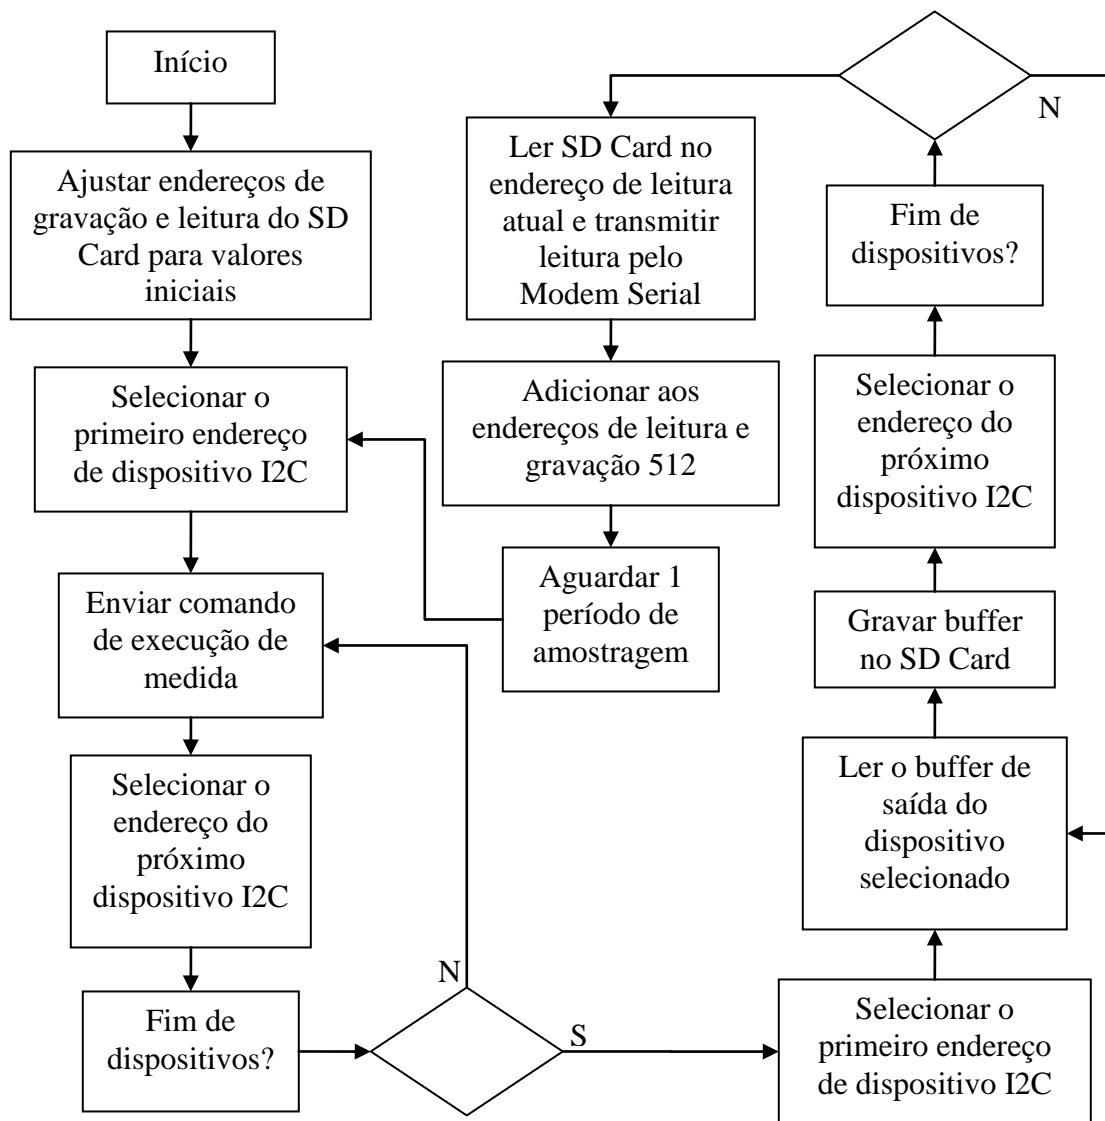 Início
Ajustar endereços de
gravação e leitura do SD
Card para valores
iniciais
Selecionar o
primeiro endereço
de dispositivo I2C
Enviar comando
de execução de
medida
Selecionar o
endereço do
próximo
dispositivo I2C
Fim de
dispositivos?
N
S
Selecionar o
primeiro endereço
de dispositivo I2C
Ler o buffer de
saída do
dispositivo
selecionado
Gravar buffer
no SD Card
Selecionar o
endereço do
próximo
dispositivo I2C
Fim de
dispositivos?
N
Ler SD Card no
endereço de leitura
atual e transmitir
leitura pelo
Modem Serial
Adicionar aos
endereços de leitura e
gravação 512
Aguardar 1
período de
amostragem